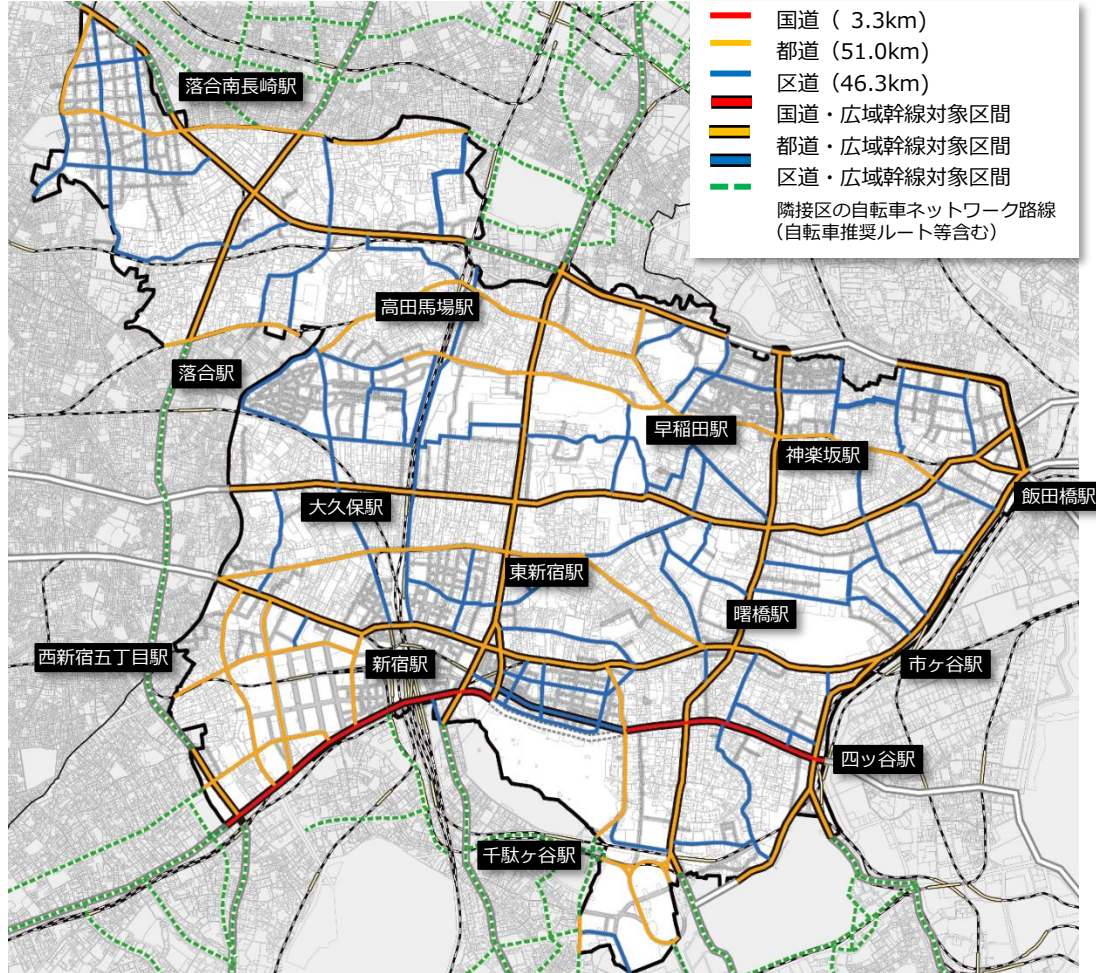 国道（ 3.3km)
都道（51.0km)
区道（46.3km)
国道・広域幹線対象区間
都道・広域幹線対象区間
区道・広域幹線対象区間
隣接区の自転車ネットワーク路線
（自転車推奨ルート等含む）
落合南長崎駅
高田馬場駅
落合駅
早稲田駅
神楽坂駅
飯田橋駅
大久保駅
東新宿駅
曙橋駅
西新宿五丁目駅
新宿駅
市ヶ谷駅
四ッ谷駅
千駄ヶ谷駅